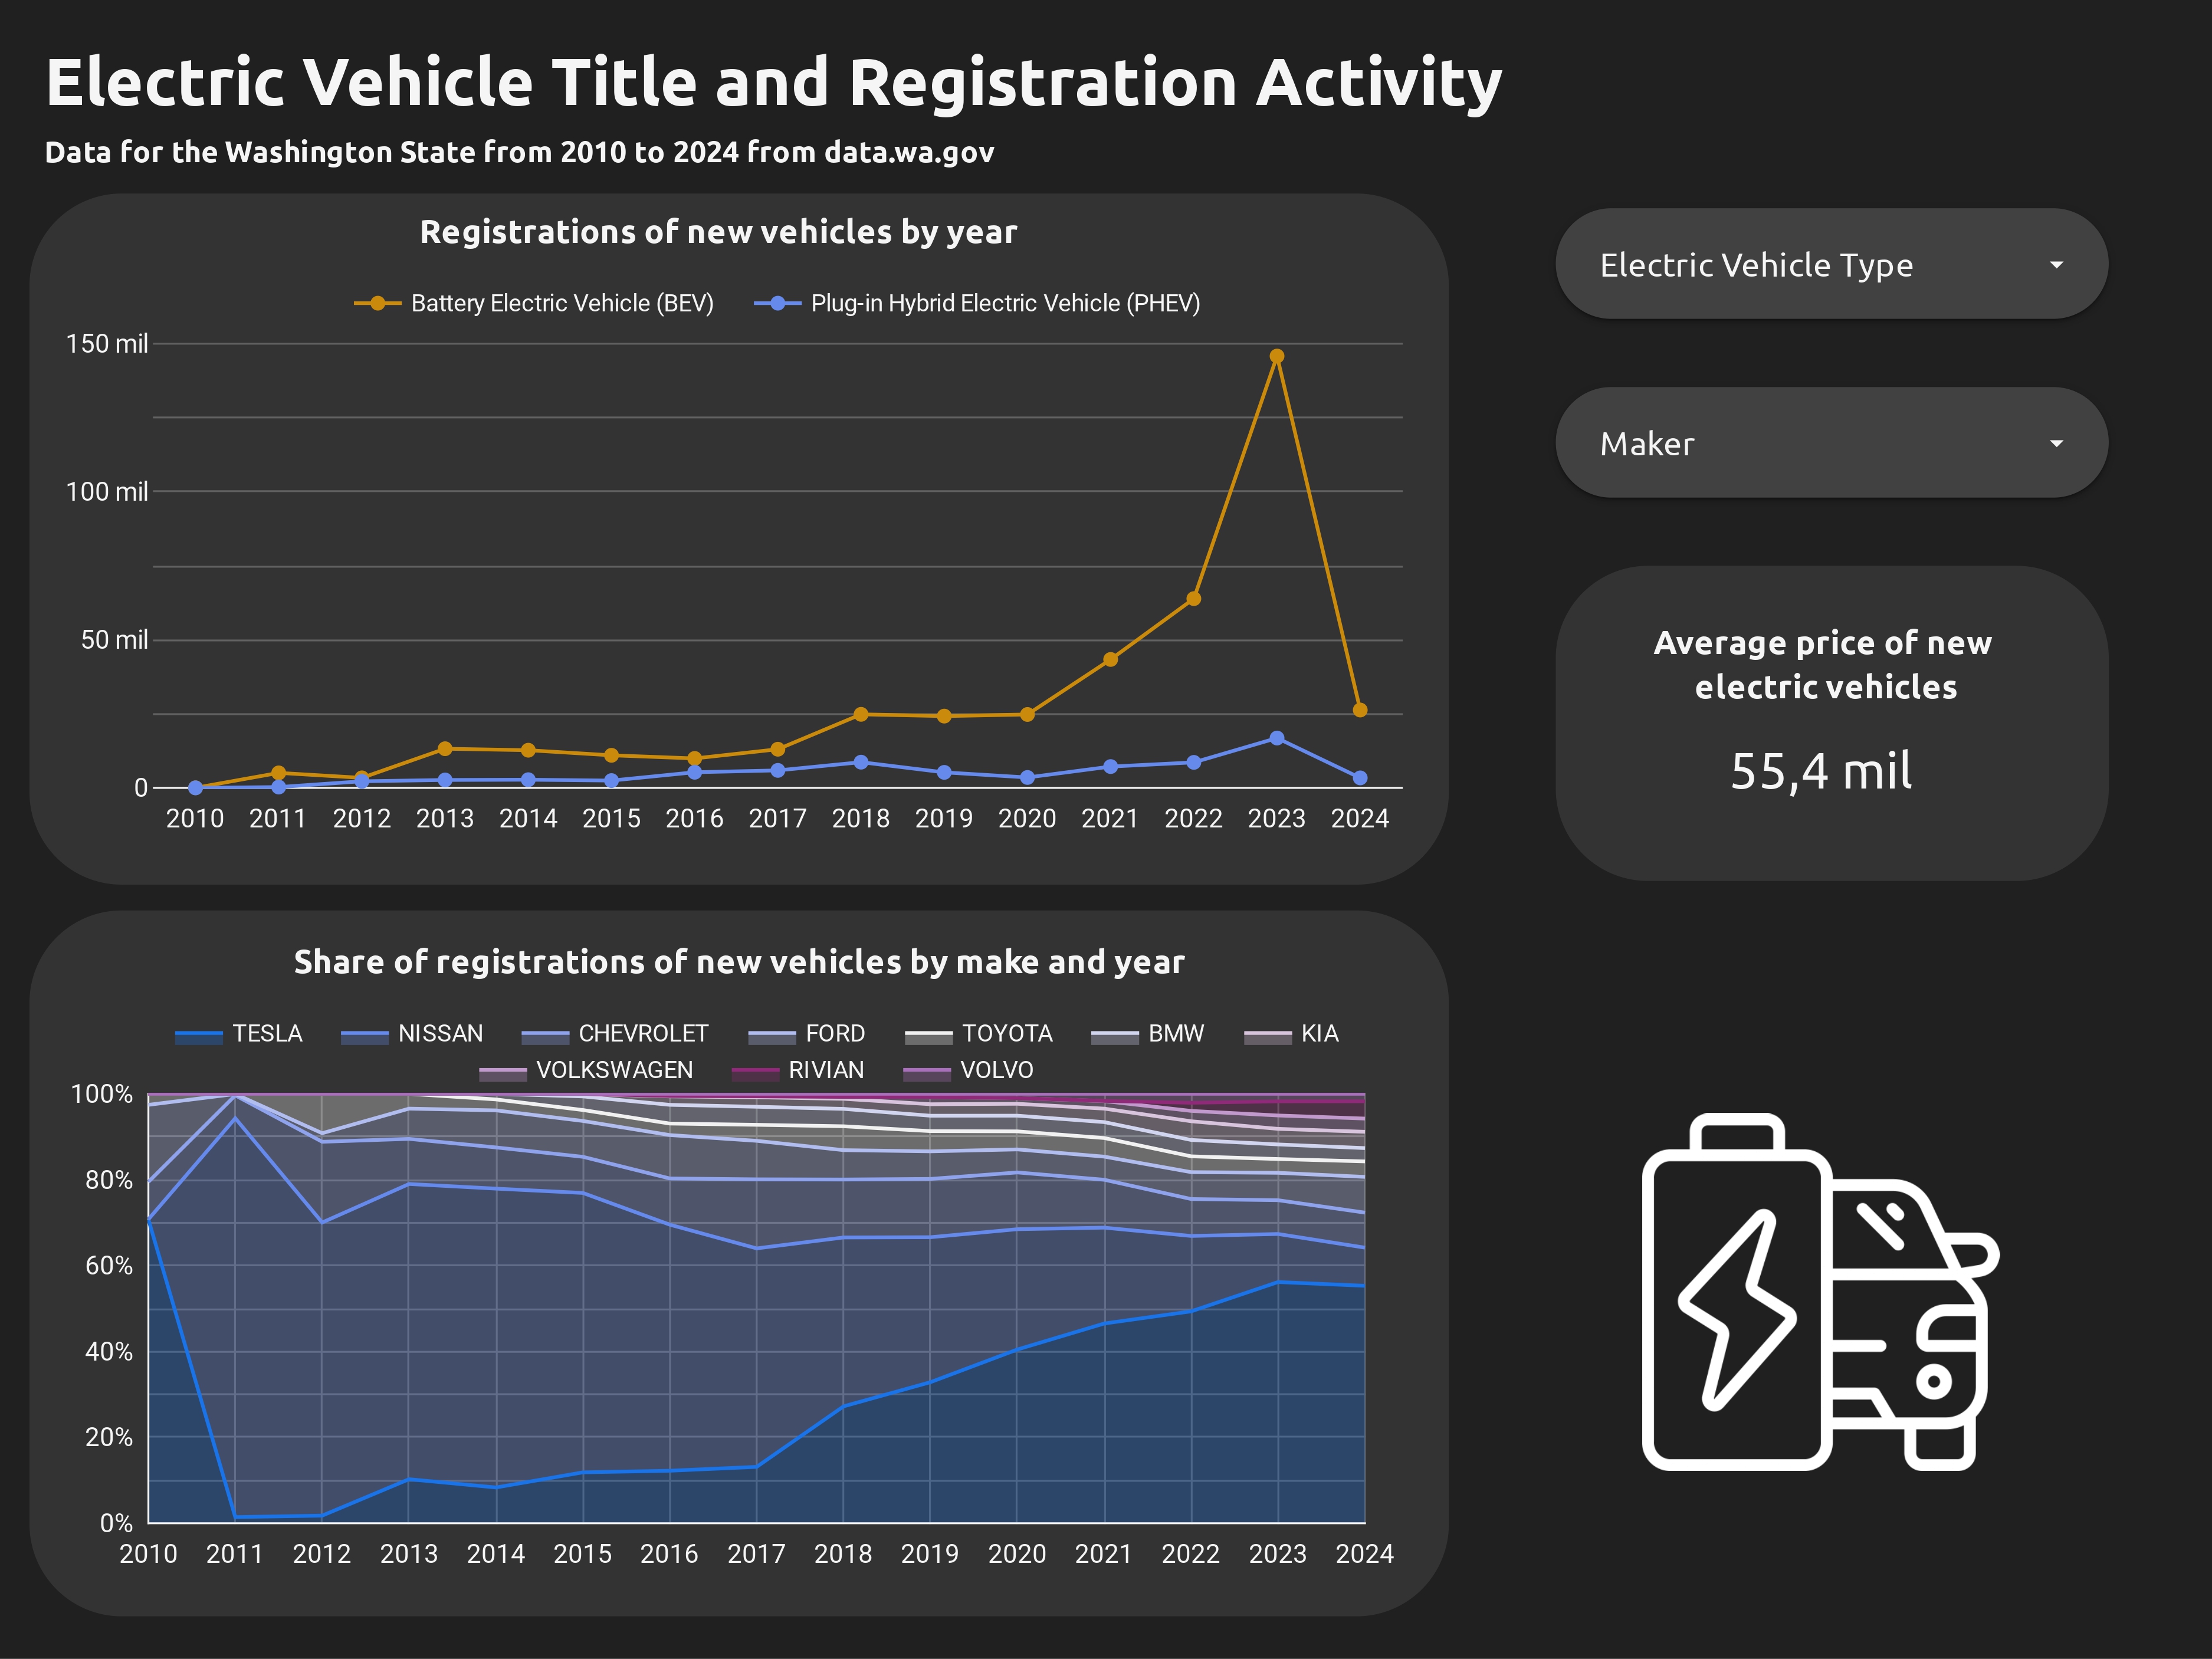 Electric Vehicle Title and Registration Activity
Data for the Washington State from 2010 to 2024 from data.wa.gov
Registrations of new vehicles by year
Battery Electric Vehicle (BEV) Plug-in Hybrid Electric Vehicle (PHEV)
150 mil
100 mil
50 mil
0
2010 2011 2012 2013 2014 2015 2016 2017 2018 2019 2020 2021 2022 2023 2024
Electric Vehicle Type
Maker
Average price of new
electric vehicles
55,4 mil
Share of registrations of new vehicles by make and year
TESLA NISSAN CHEVROLET FORD TOYOTA BMW KIA
VOLKSWAGEN RIVIAN VOLVO
100%
80%
60%
40%
20%
0%
2010 2011 2012 2013 2014 2015 2016 2017 2018 2019 2020 2021 2022 2023 2024